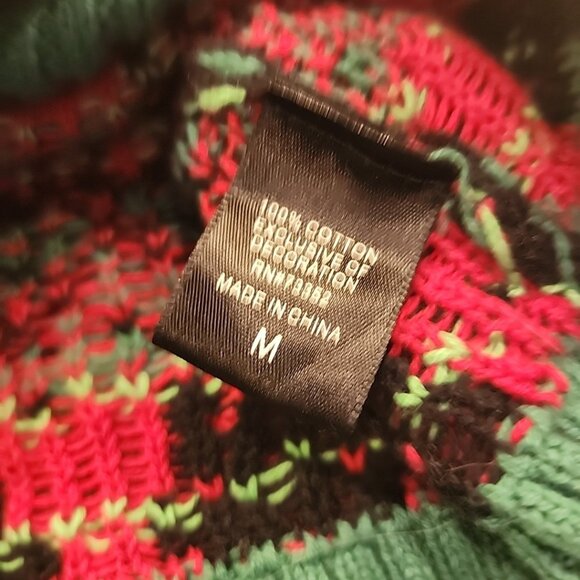 100% COTTON
EXCLUSIVE OF
DECORATION
MADE IN CHINA
M